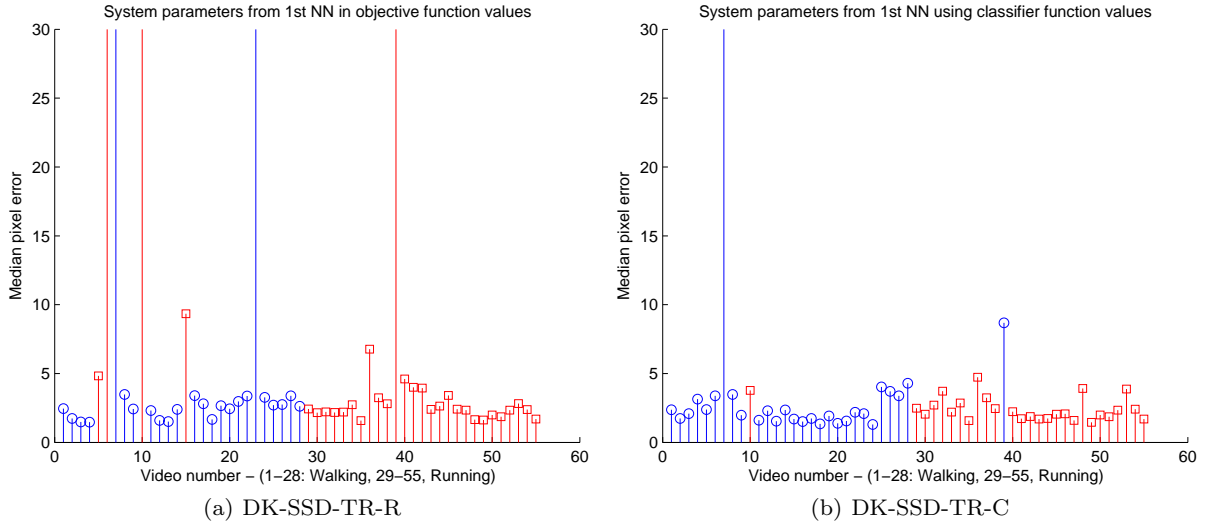 System parameters from 1st NN in objective function values
30
25
20
15
10
5
0
Median pixel error
0 10 20 30 40 50 60
Video number − (1−28: Walking, 29−55, Running)
(a) DK-SSD-TR-R
System parameters from 1st NN using classifier function values
30
25
20
15
10
5
0
Median pixel error
0 10 20 30 40 50 60
Video number − (1−28: Walking, 29−55, Running)
(b) DK-SSD-TR-C